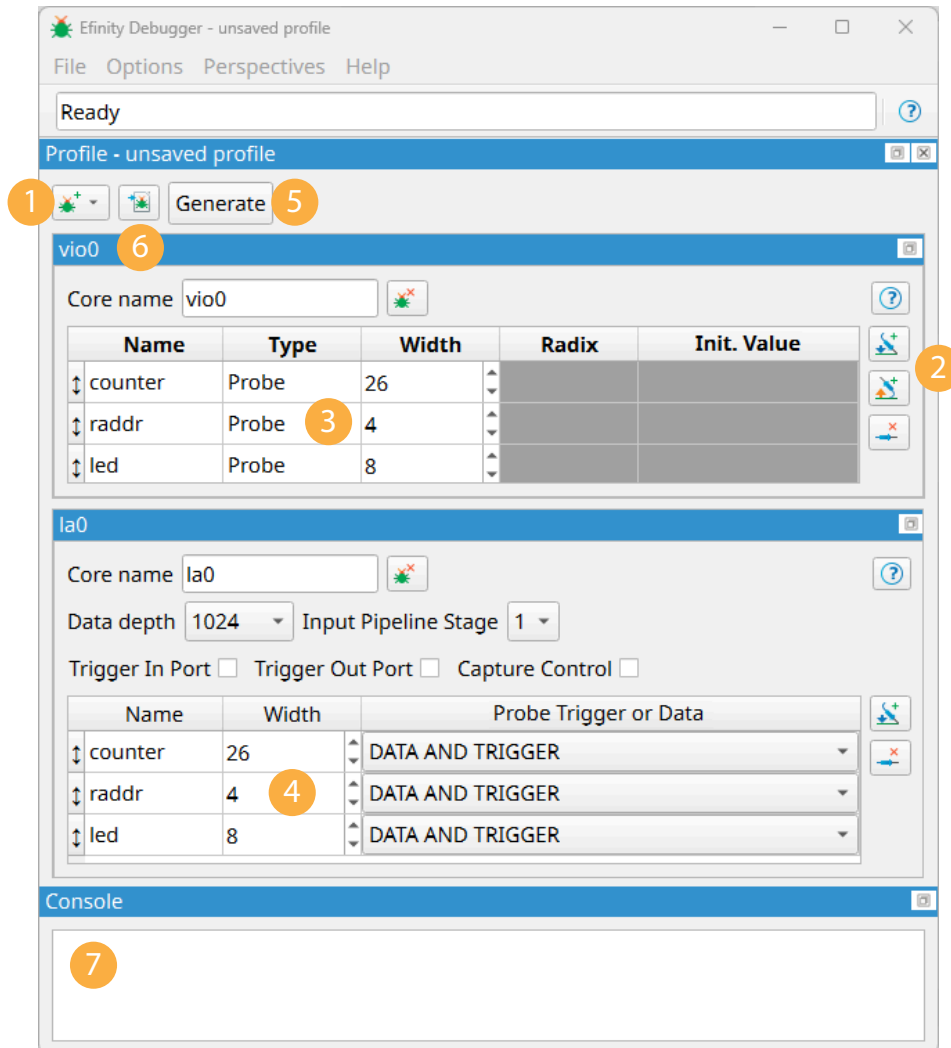 Efinity Debugger - unsaved profile
File Options Perspectives Help
Ready
Profile - unsaved profile
1 Generate 5
vio0 6
Core name vio0
Name Type Width Radix Init. Value
2
counter Probe 26
raddr Probe 3 4
led Probe 8
la0
Core name la0
Data depth 1024 Input Pipeline Stage 1
Trigger In Port Trigger Out Port Capture Control
Name Width Probe Trigger or Data
counter 26 DATA AND TRIGGER
raddr 4 4 DATA AND TRIGGER
led 8 DATA AND TRIGGER
Console
7